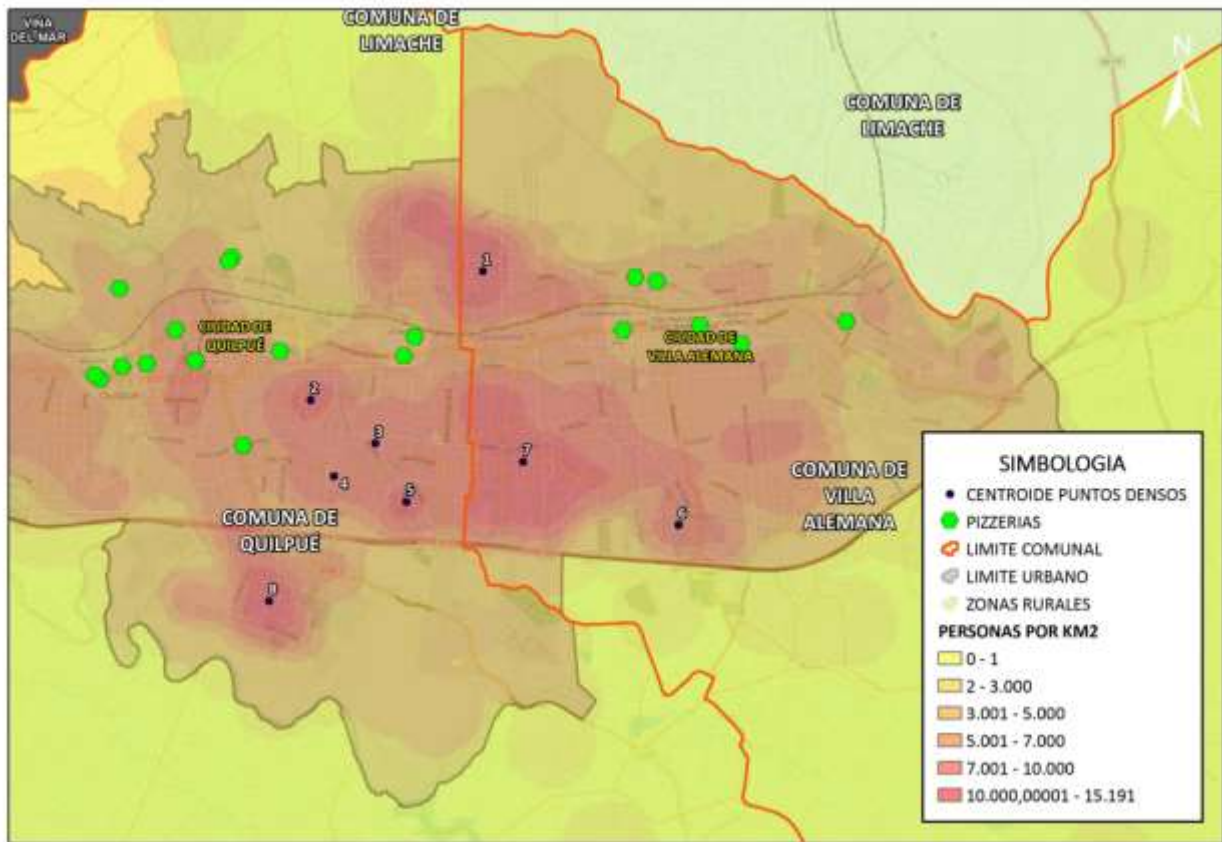 VIÑA
DEL MAR
COMUNA DE
LIMACHE
N
COMUNA DE
LIMACHE
1
CIUDAD DE
QUILPUÉ
CIUDAD DE
VILLA ALEMANA
2
3
7
4
5
COMUNA DE
QUILPUÉ
6
COMUNA DE
VILLA
ALEMANA
8
SIMBOLOGIA
CENTROIDE PUNTOS DENSOS
PIZZERIAS
LIMITE COMUNAL
LIMITE URBANO
ZONAS RURALES
PERSONAS POR KM2
0 - 1
2 - 3.000
3.001 - 5.000
5.001 - 7.000
7.001 - 10.000
10.000,00001 - 15.191